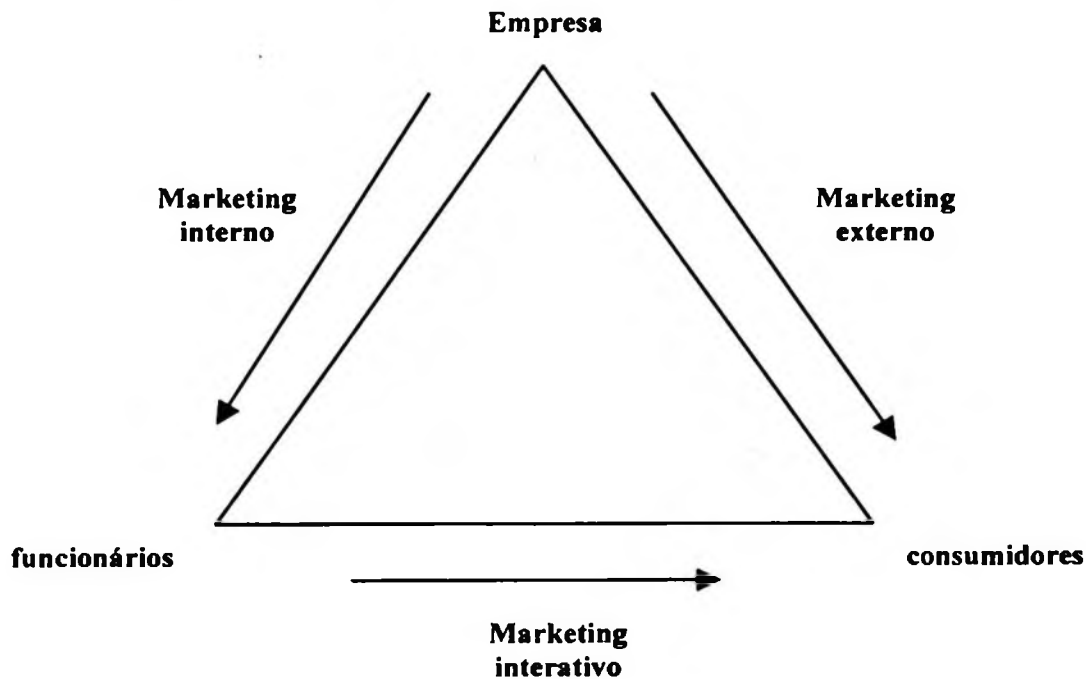 Empresa
Marketing
interno
Marketing
externo
funcionários
consumidores
Marketing
interativo